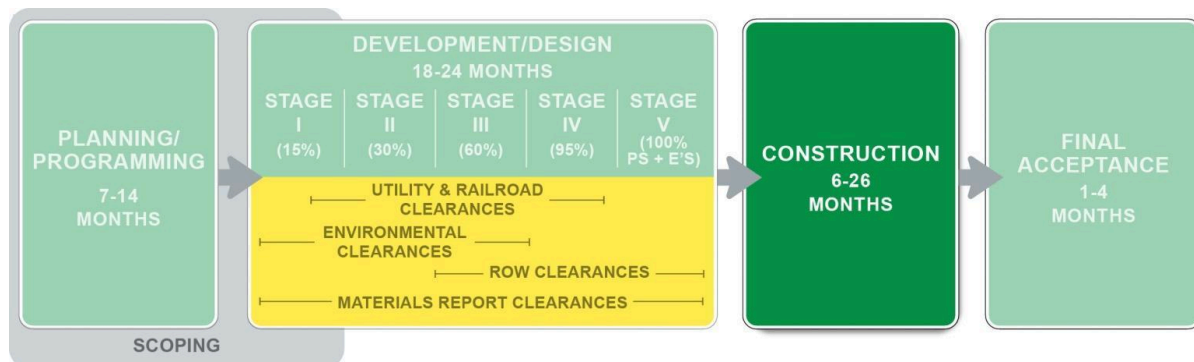 PLANNING/
PROGRAMMING
7-14
MONTHS
SCOPING
DEVELOPMENT/DESIGN
18-24 MONTHS
STAGE
I
(15%)
STAGE
II
(30%)
STAGE
III
(60%)
STAGE
IV
(95%)
STAGE
V
(100%
PS + E'S)
UTILITY & RAILROAD
CLEARANCES
ENVIRONMENTAL
CLEARANCES
ROW CLEARANCES
MATERIALS REPORT CLEARANCES
CONSTRUCTION
6-26
MONTHS
FINAL
ACCEPTANCE
1-4
MONTHS